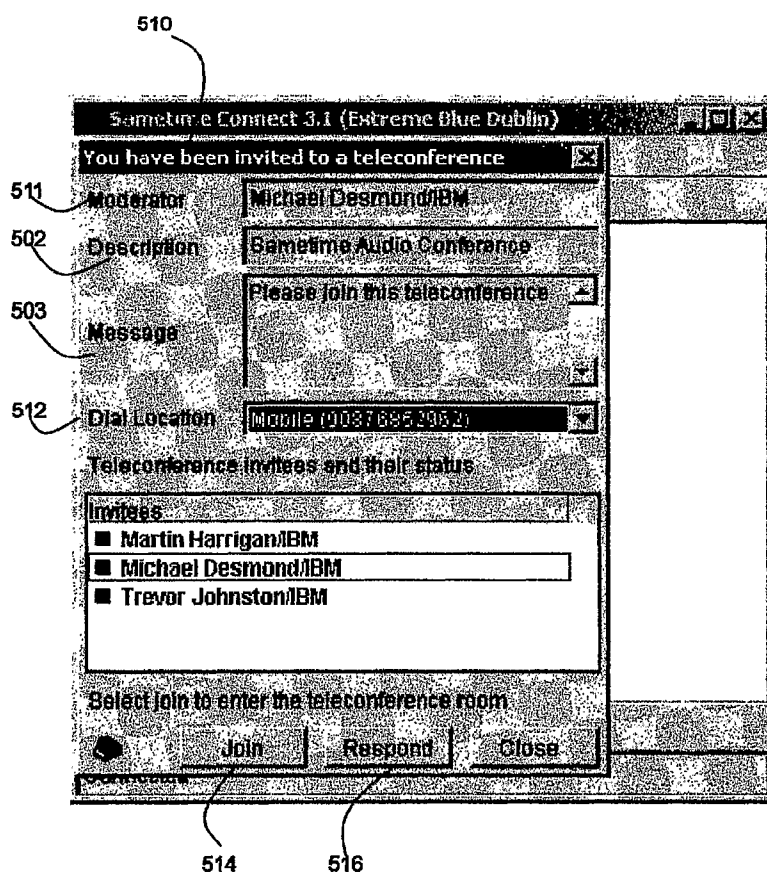 510
Sametime Connect 3.1 (Extreme Blue Dublin)
You have been invited to a teleconference
511
Moderator Michael Desmond/IBM
502
Description Sametime Audio Conference
503
Message Please join this teleconference
512
Dial Location Mobile
Teleconference invitees and their status
Invitees
Martin Harrigan/IBM
Michael Desmond/IBM
Trevor Johnston/IBM
Select join to enter the teleconference room
Join Respond Close
514 516